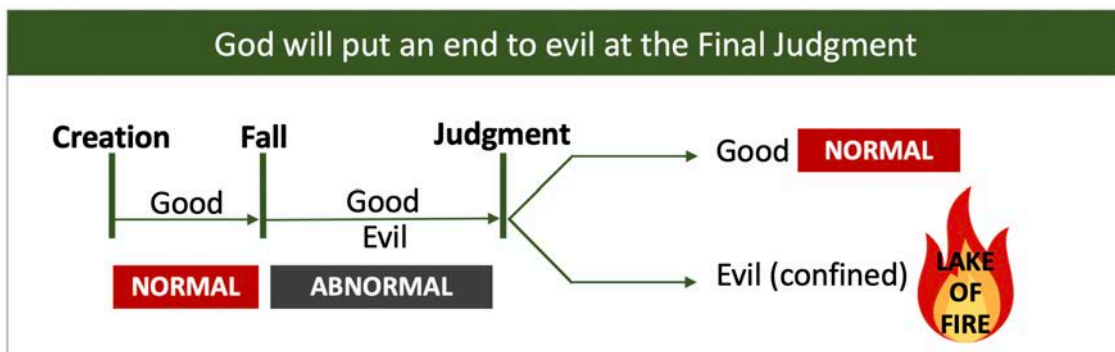 God will put an end to evil at the Final Judgment
Creation Fall Judgment
Good NORMAL
Good Good
Evil
NORMAL ABNORMAL
Evil (confined)
LAKE
OF
FIRE